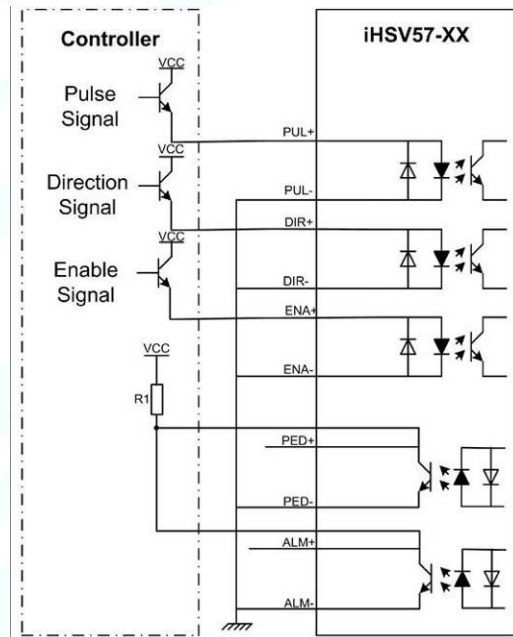 Controller
iHSV57-XX
VCC
Pulse
Signal
PUL+
VCC
Direction
Signal
PUL-
DIR+
VCC
Enable
Signal
DIR-
ENA+
VCC
R1
ENA-
PED+
PED-
ALM+
ALM-